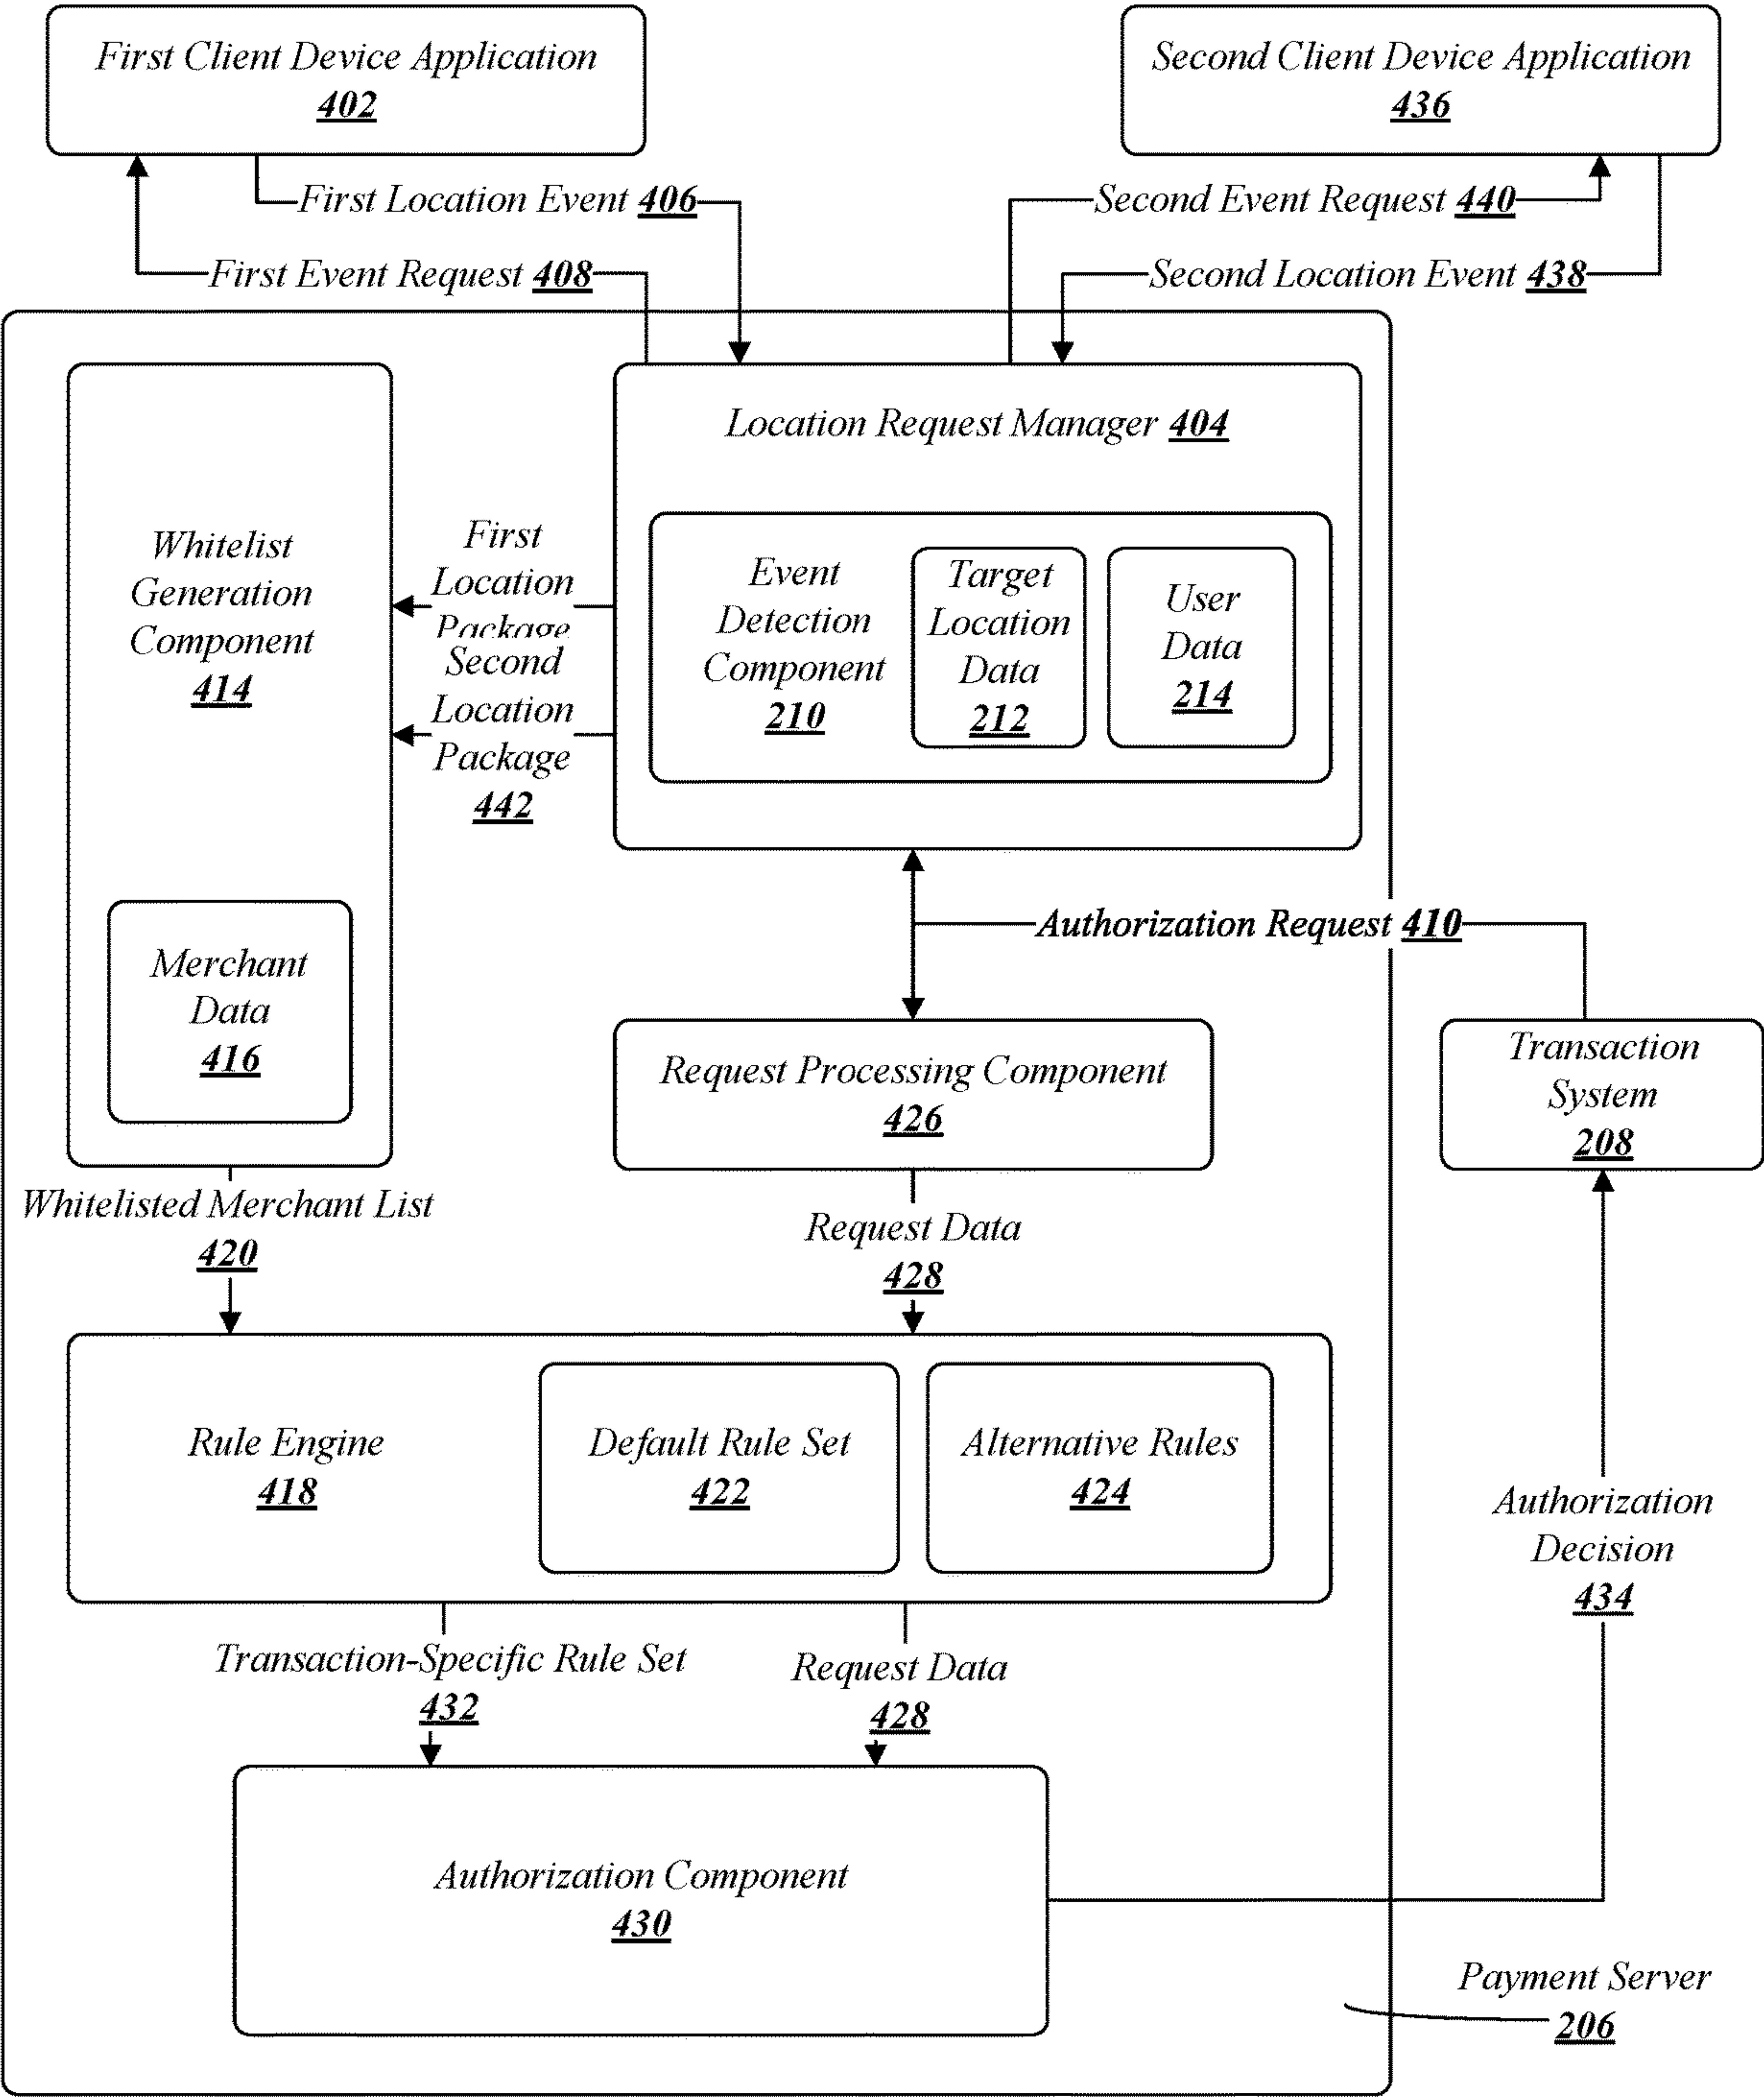 First Client Device Application
402
Second Client Device Application
436
First Location Event 406
Second Event Request 440
First Event Request 408
Second Location Event 438
Location Request Manager 404
Whitelist
Generation
Component
414
First
Location
Package
Second
Location
Package
442
Event
Detection
Component
210
Target
Location
Data
212
User
Data
214
Authorization Request 410
Merchant
Data
416
Request Processing Component
426
Transaction
System
208
Whitelisted Merchant List
420
Request Data
428
Rule Engine
418
Default Rule Set
422
Alternative Rules
424
Authorization
Decision
434
Transaction-Specific Rule Set
432
Request Data
428
Authorization Component
430
Payment Server
206